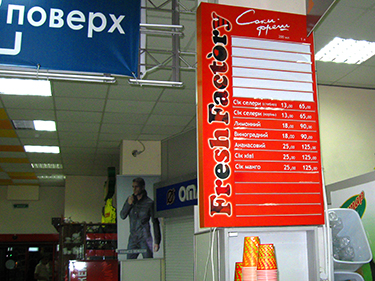 поверх
Fresh Factory
Соки-
фреш
Сік селери 13,00 65,00
Сік селери 13,00 65,00
Лимонний 18,00 90,00
Виноградний 18,00 90,00
Ананасовий 25,00 125,00
Сік ківі 25,00 125,00
Сік манго 25,00 125,00